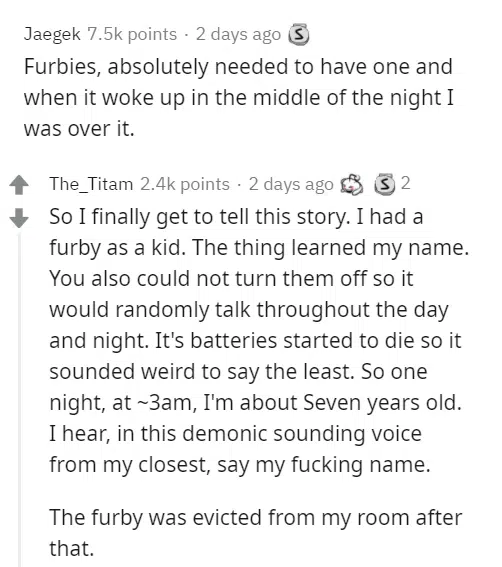 Jaegek 7.5k points · 2 days ago S
Furbies, absolutely needed to have one and
when it woke up in the middle of the night I
was over it.
The_Titam 2.4k points · 2 days ago S 2
So I finally get to tell this story. I had a
furby as a kid. The thing learned my name.
You also could not turn them off so it
would randomly talk throughout the day
and night. It's batteries started to die so it
sounded weird to say the least. So one
night, at ~3am, I'm about Seven years old.
I hear, in this demonic sounding voice
from my closest, say my fucking name.
The furby was evicted from my room after
that.